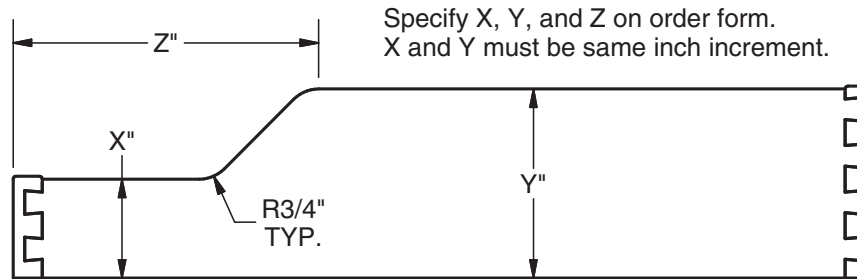 Specify X, Y, and Z on order form.
X and Y must be same inch increment.
Z"
X"
Y"
R3/4"
TYP.